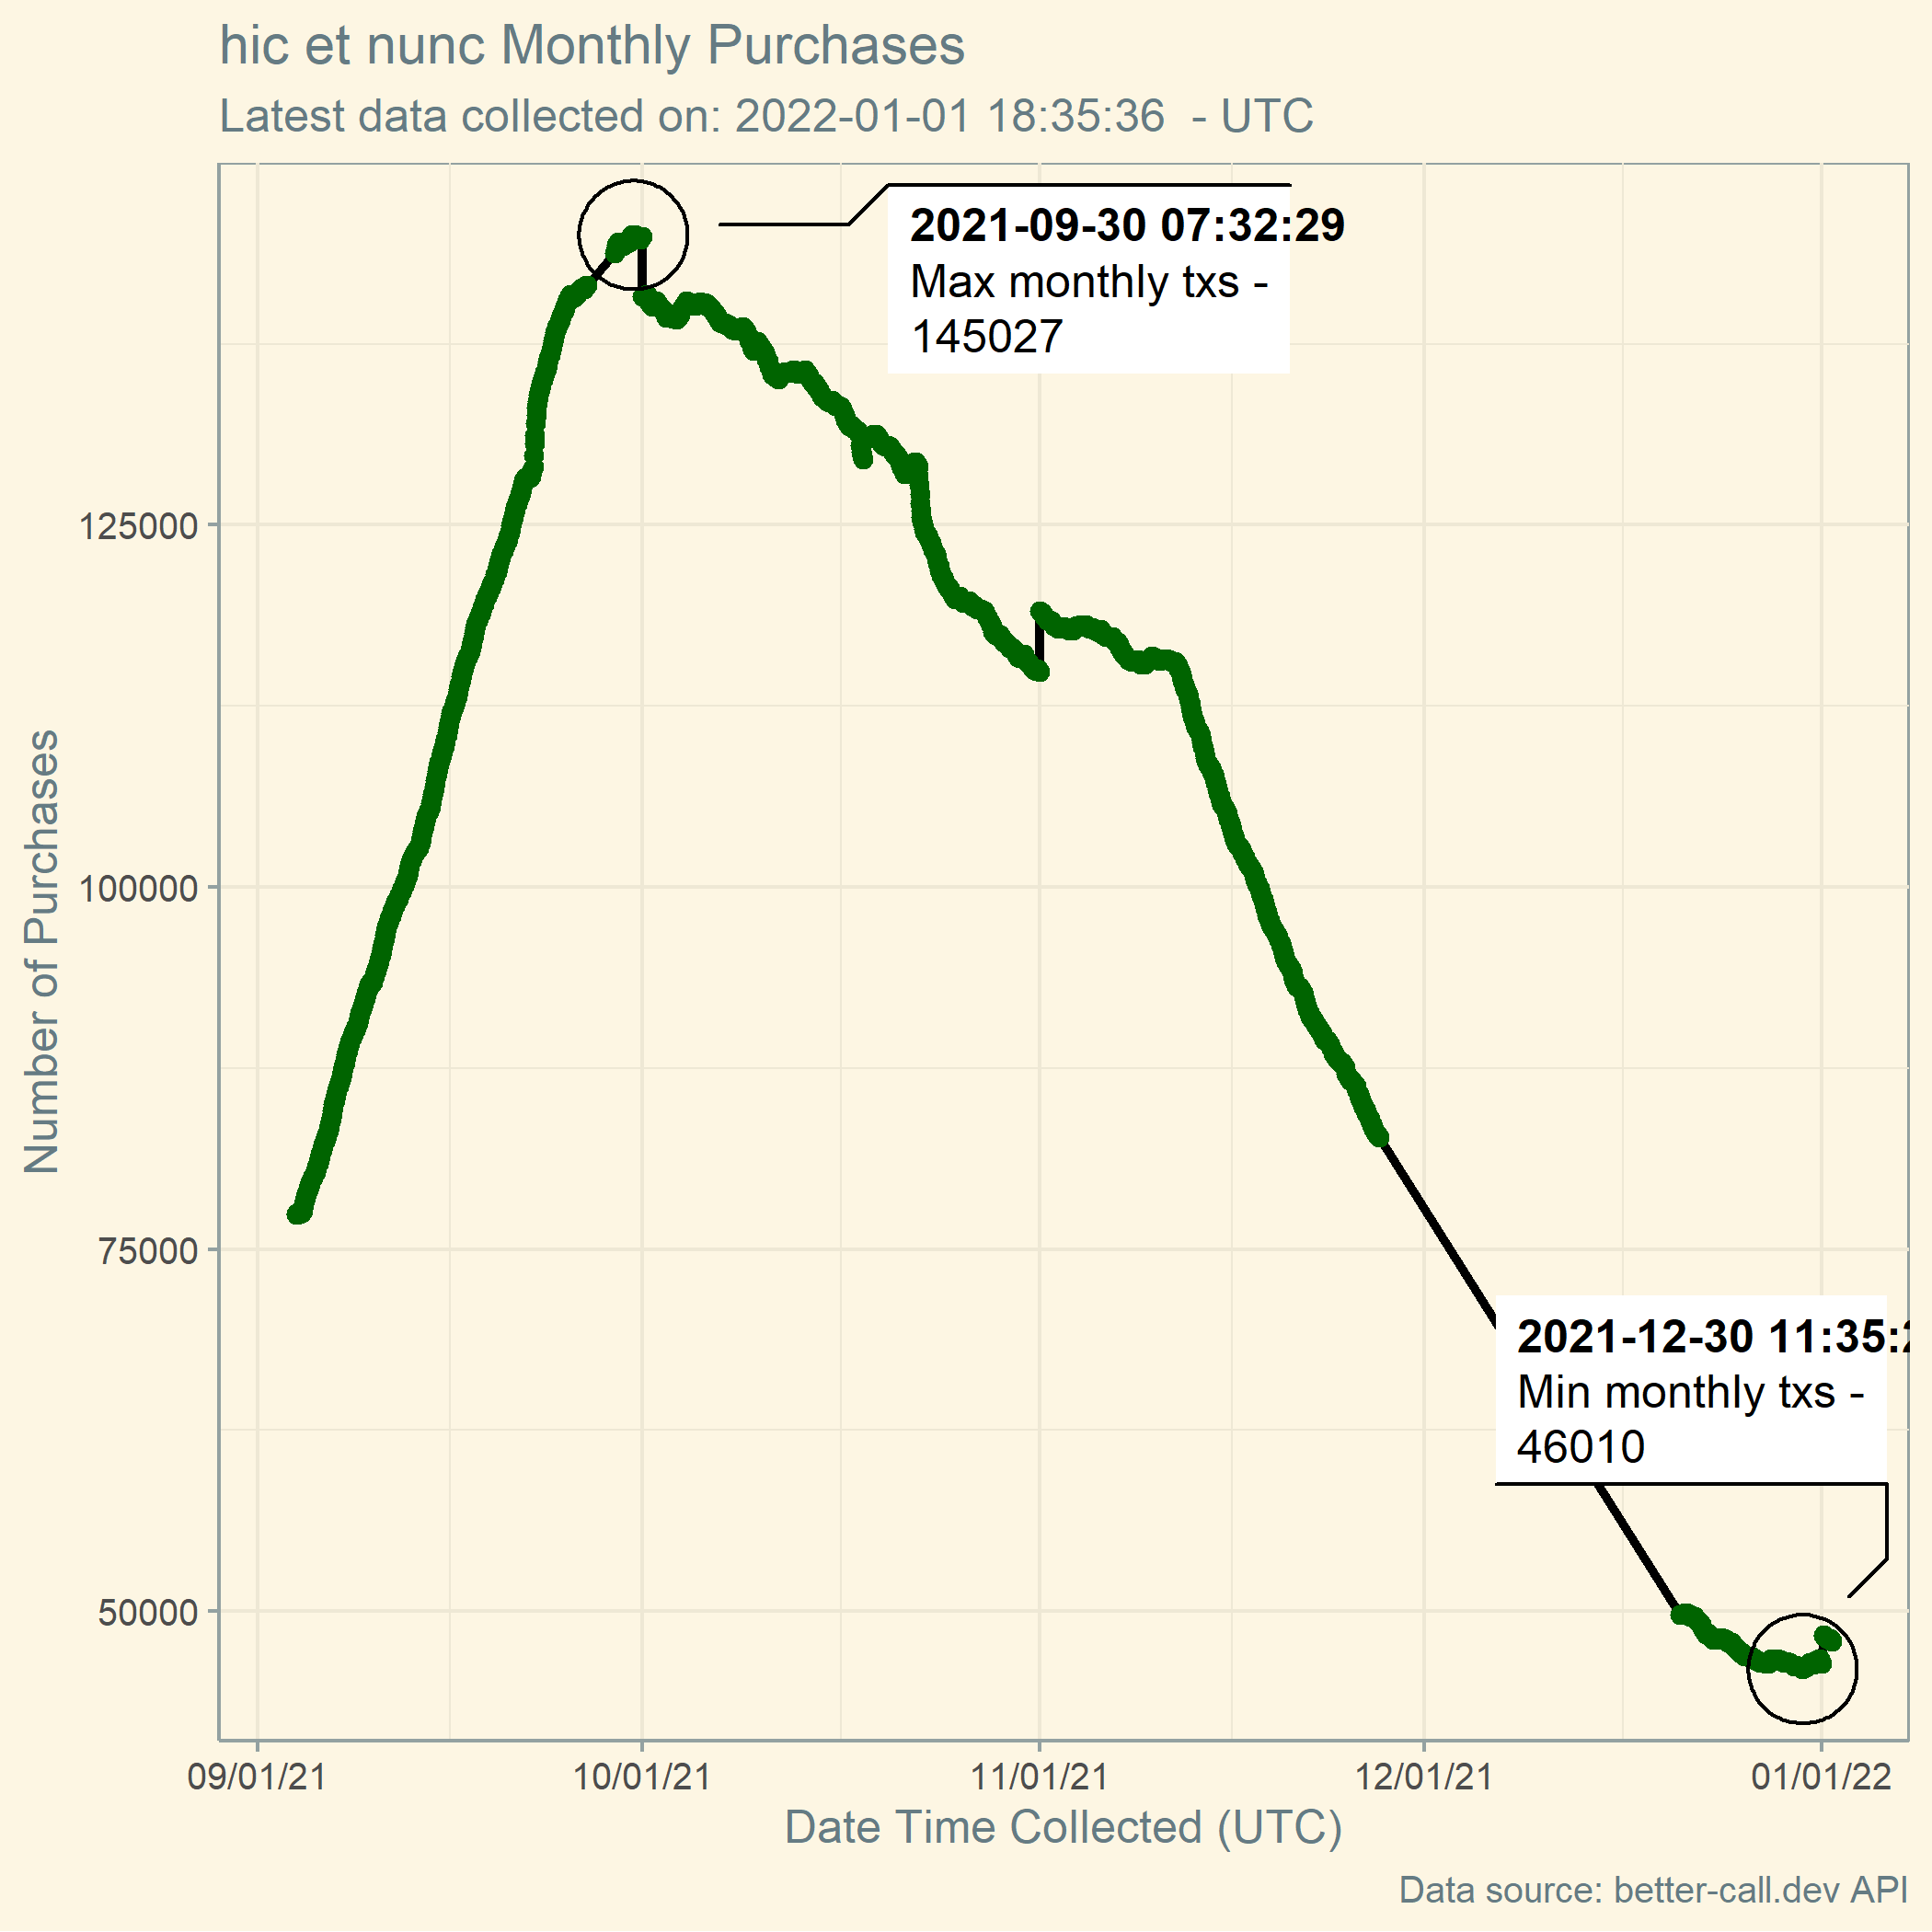 hic et nunc Monthly Purchases
Latest data collected on: 2022-01-01 18:35:36 - UTC
2021-09-30 07:32:29
Max monthly txs -
145027
125000
100000
75000
50000
Number of Purchases
2021-12-30 11:35:2
Min monthly txs -
46010
09/01/21 10/01/21 11/01/21 12/01/21 01/01/22
Date Time Collected (UTC)
Data source: better-call.dev API